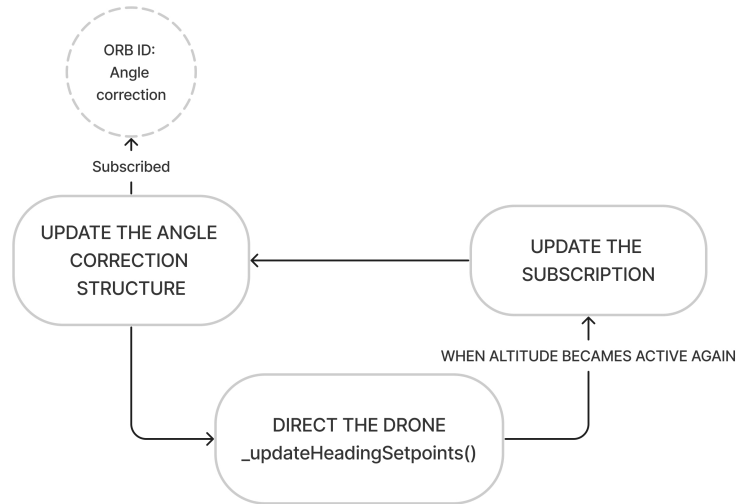 ORB ID:
Angle
correction
Subscribed
UPDATE THE ANGLE
CORRECTION
STRUCTURE
UPDATE THE
SUBSCRIPTION
WHEN ALTITUDE BECAMES ACTIVE AGAIN
DIRECT THE DRONE
_updateHeadingSetpoints()